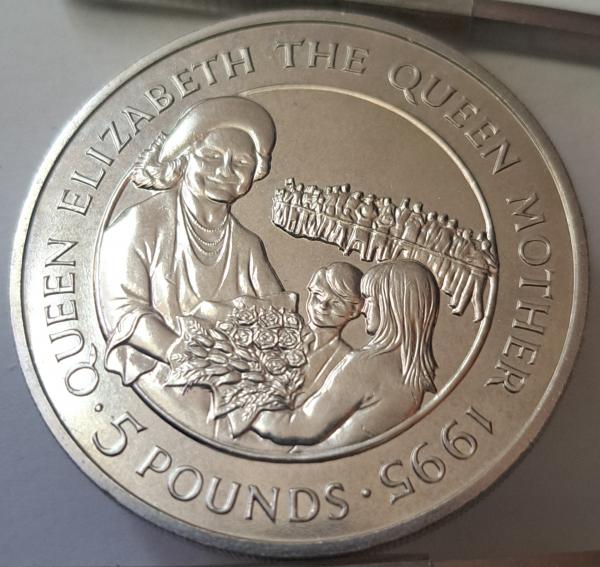 QUEEN ELIZABETH THE QUEEN MOTHER 1995
· 5 POUNDS ·